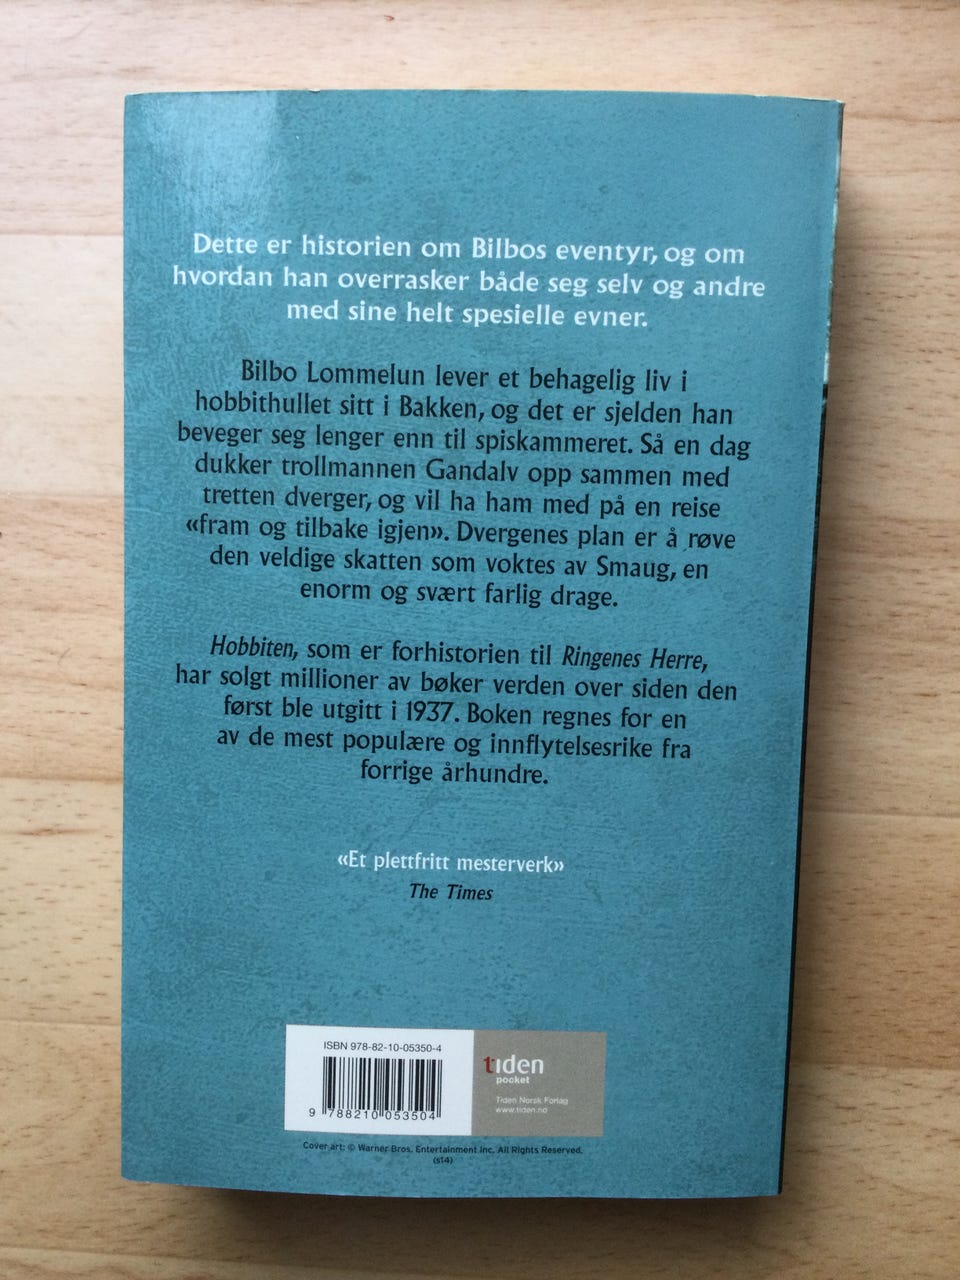 Dette er historien om Bilbos eventyr, og om
hvordan han overrasker både seg selv og andre
med sine helt spesielle evner.
Bilbo Lommelun lever et behagelig liv i
hobbithullet sitt i Bakken, og det er sjelden han
beveger seg lenger enn til spiskammeret. Så en dag
dukker trollmannen Gandalv opp sammen med
tretten dverger, og vil ha ham med på en reise
«fram og tilbake igjen». Dvergenes plan er å røve
den veldige skatten som voktes av Smaug, en
enorm og svært farlig drage.
Hobbiten, som er forhistorien til Ringenes Herre,
har solgt millioner av bøker verden over siden den
først ble utgitt i 1937. Boken regnes for en
av de mest populære og innflytelsesrike fra
forrige århundre.
«Et plettfritt mesterverk»
The Times
ISBN 978-82-10-05350-4
9 788210 053504
tiden
pocket
Tiden Norsk Forlag
www.tiden.no
Cover art: © Warner Bros. Entertainment Inc. All Rights Reserved.
(s14)